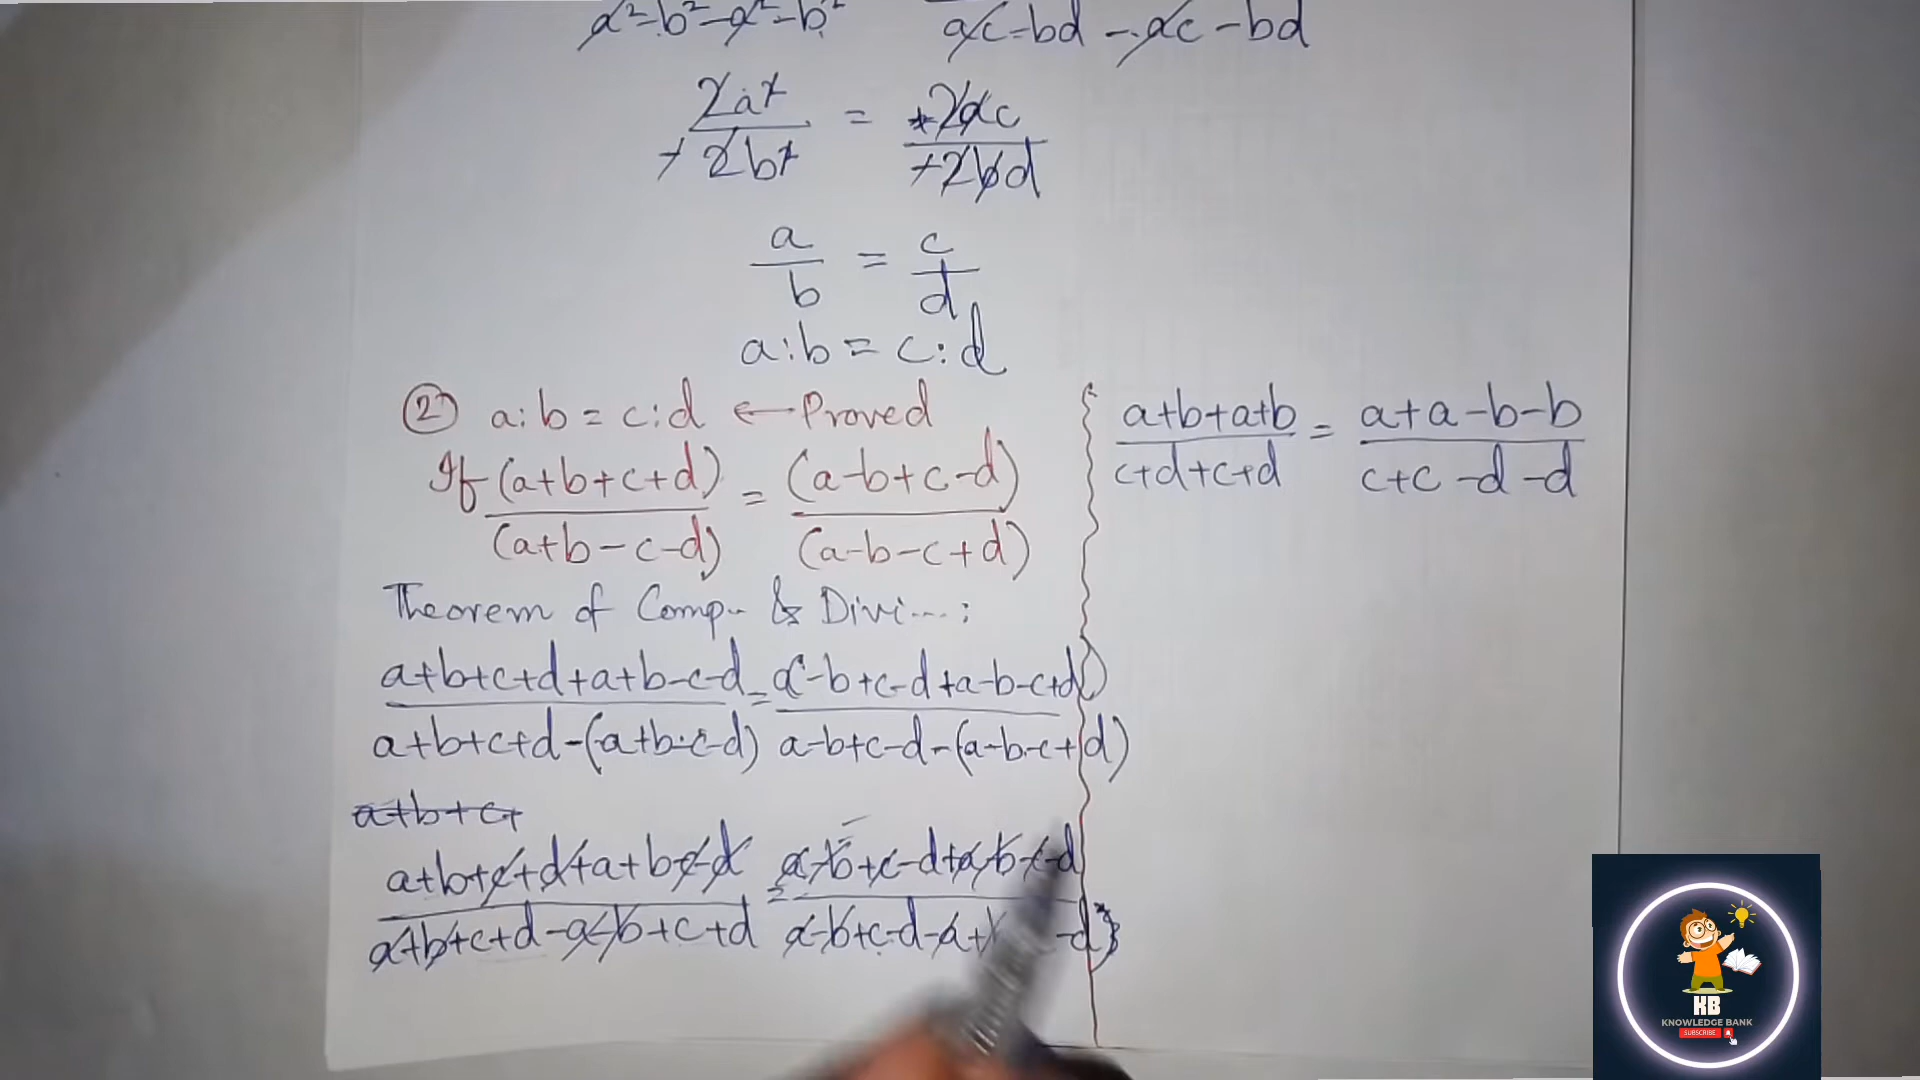 a²-b²-a²-b²   ac-bd-ac-bd
2a² / +2b² = +2ac / +2bd
a/b = c/d
a:b = c:d
② a:b = c:d ← Proved
If (a+b+c+d) / (a+b-c-d) = (a-b+c-d) / (a-b-c+d)
Theorem of Comp.. & Divi...:
a+b+c+d+a+b-c-d / a+b+c+d-(a+b-c-d) = a-b+c-d+a-b-c+d / a-b+c-d-(a-b-c+d)
a+b+c+
a+b+c+d+a+b-c-d / a+b+c+d-a-b+c+d = a-b+c-d+a-b-c-d / a-b+c-d-a+ -d
a+b+a+b / c+d+c+d = a+a-b-b / c+c-d-d
KB
KNOWLEDGE BANK
SUBSCRIBE